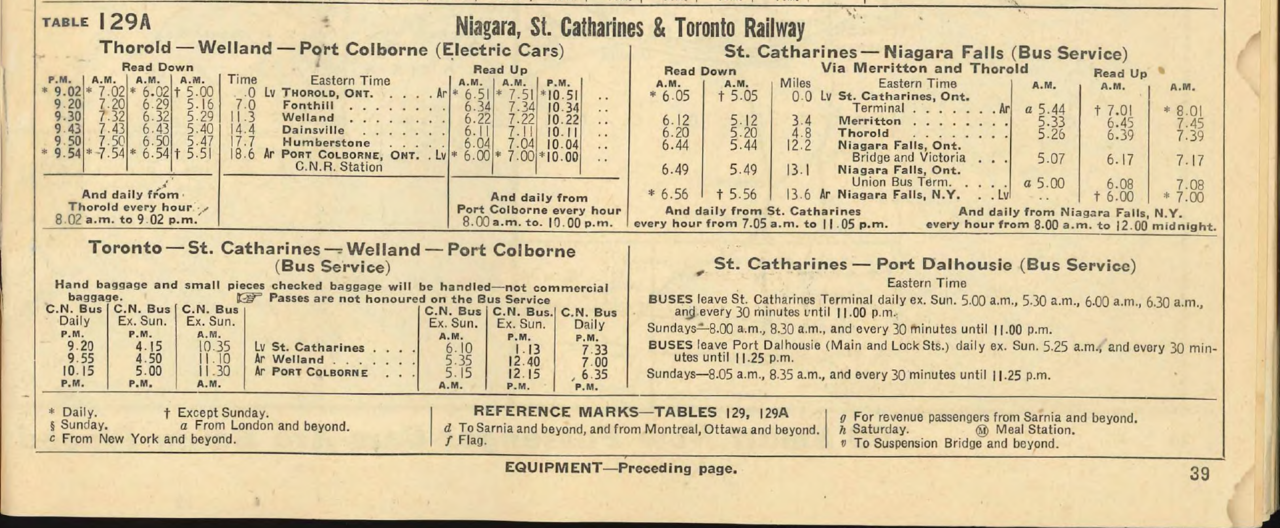 TABLE 129A
Niagara, St. Catharines & Toronto Railway
Thorold — Welland — Port Colborne (Electric Cars)
Read Down Read Up
P.M. A.M. A.M. A.M. Time Eastern Time A.M. A.M. P.M.
* 9.02 * 7.02 * 6.02 † 5.00 .0 Lv THOROLD, ONT. . . . . . Ar * 6.51 * 7.51 *10.51 ..
9.20 7.20 6.29 5.16 7.0 Fonthill . . . . . . . . 6.34 7.34 10.34
9.30 7.32 6.32 5.29 11.3 Welland . . . . . . . . 6.22 7.22 10.22 ..
9.43 7.43 6.43 5.40 14.4 Dainsville . . . . . . . 6.11 7.11 10.11 ..
9.50 7.50 6.50 5.47 17.7 Humberstone . . . . . . 6.04 7.04 10.04 ..
* 9.54 * 7.54 * 6.54 † 5.51 18.6 Ar PORT COLBORNE, ONT. . Lv * 6.00 * 7.00 *10.00 ..
C.N.R. Station
And daily from
Thorold every hour
8.02 a.m. to 9.02 p.m.
And daily from
Port Colborne every hour
8.00 a.m. to. 10.00 p.m.
St. Catharines — Niagara Falls (Bus Service)
Via Merritton and Thorold
Read Down Read Up
A.M. A.M. Miles Eastern Time A.M. A.M. A.M.
* 6.05 † 5.05 0.0 Lv St. Catharines, Ont.
Terminal . . . . . . . . Ar a 5.44 † 7.01 * 8.01
6.12 5.12 3.4 Merritton . . . . . . . . 5.33 6.45 7.45
6.20 5.20 4.8 Thorold . . . . . . . . 5.26 6.39 7.39
6.44 5.44 12.2 Niagara Falls, Ont.
Bridge and Victoria . . . 5.07 6.17 7.17
6.49 5.49 13.1 Niagara Falls, Ont.
Union Bus Term. . . . . . a 5.00 6.08 7.08
* 6.56 † 5.56 13.6 Ar Niagara Falls, N.Y. . . Lv ... † 6.00 * 7.00
And daily from St. Catharines
every hour from 7.05 a.m. to 11.05 p.m.
And daily from Niagara Falls, N.Y.
every hour from 8.00 a.m. to 12.00 midnight.
Toronto — St. Catharines — Welland — Port Colborne
(Bus Service)
Hand baggage and small pieces checked baggage will be handled—not commercial
baggage. ☞ Passes are not honoured on the Bus Service
C.N. Bus C.N. Bus C.N. Bus C.N. Bus C.N. Bus. C.N. Bus
Daily Ex. Sun. Ex. Sun. Ex. Sun. Ex. Sun. Daily
P.M. P.M. A.M. A.M. P.M. P.M.
9.20 4.15 10.35 Lv St. Catharines . . . . 6.10 1.13 7.33
9.55 4.50 11.10 Ar Welland . . . . . . . 5.35 12.40 7.00
10.15 5.00 11.30 Ar PORT COLBORNE . . . 5.15 12.15 6.35
P.M. P.M. A.M. A.M. P.M. P.M.
St. Catharines — Port Dalhousie (Bus Service)
Eastern Time
BUSES leave St. Catharines Terminal daily ex. Sun. 5.00 a.m., 5.30 a.m., 6.00 a.m., 6.30 a.m.,
and every 30 minutes until 11.00 p.m.
Sundays—8.00 a.m., 8.30 a.m., and every 30 minutes until 11.00 p.m.
BUSES leave Port Dalhousie (Main and Lock Sts.) daily ex. Sun. 5.25 a.m., and every 30 min-
utes until 11.25 p.m.
Sundays—8.05 a.m., 8.35 a.m., and every 30 minutes until 11.25 p.m.
* Daily. † Except Sunday.
§ Sunday. a From London and beyond.
c From New York and beyond.
REFERENCE MARKS—TABLES 129, 129A
d To Sarnia and beyond, and from Montreal, Ottawa and beyond.
f Flag.
g For revenue passengers from Sarnia and beyond.
h Saturday. Ⓜ Meal Station.
v To Suspension Bridge and beyond.
EQUIPMENT—Preceding page.
39